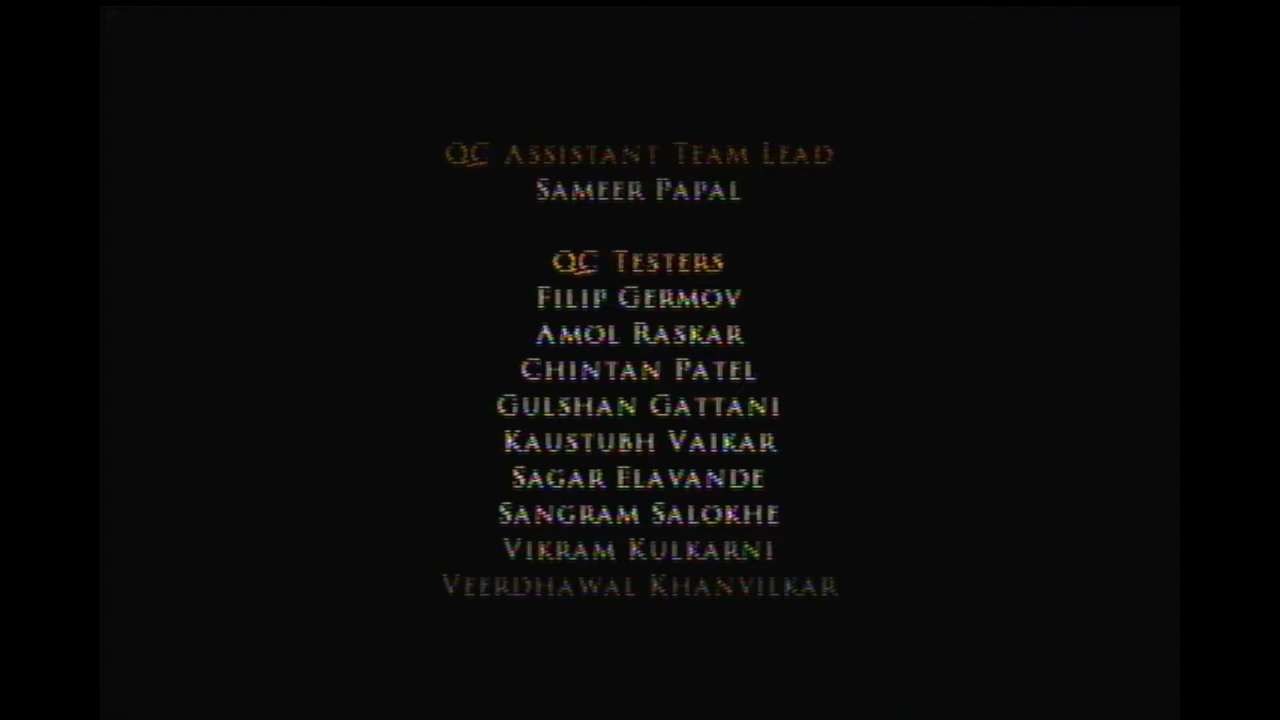 QC Assistant Team Lead
Sameer Papal
QC Testers
Filip Germov
Amol Raskar
Chintan Patel
Gulshan Gattani
Kaustubh Vaikar
Sagar Elavande
Sangram Salokhe
Vikram Kulkarni
Veerdhawal Khanvilkar